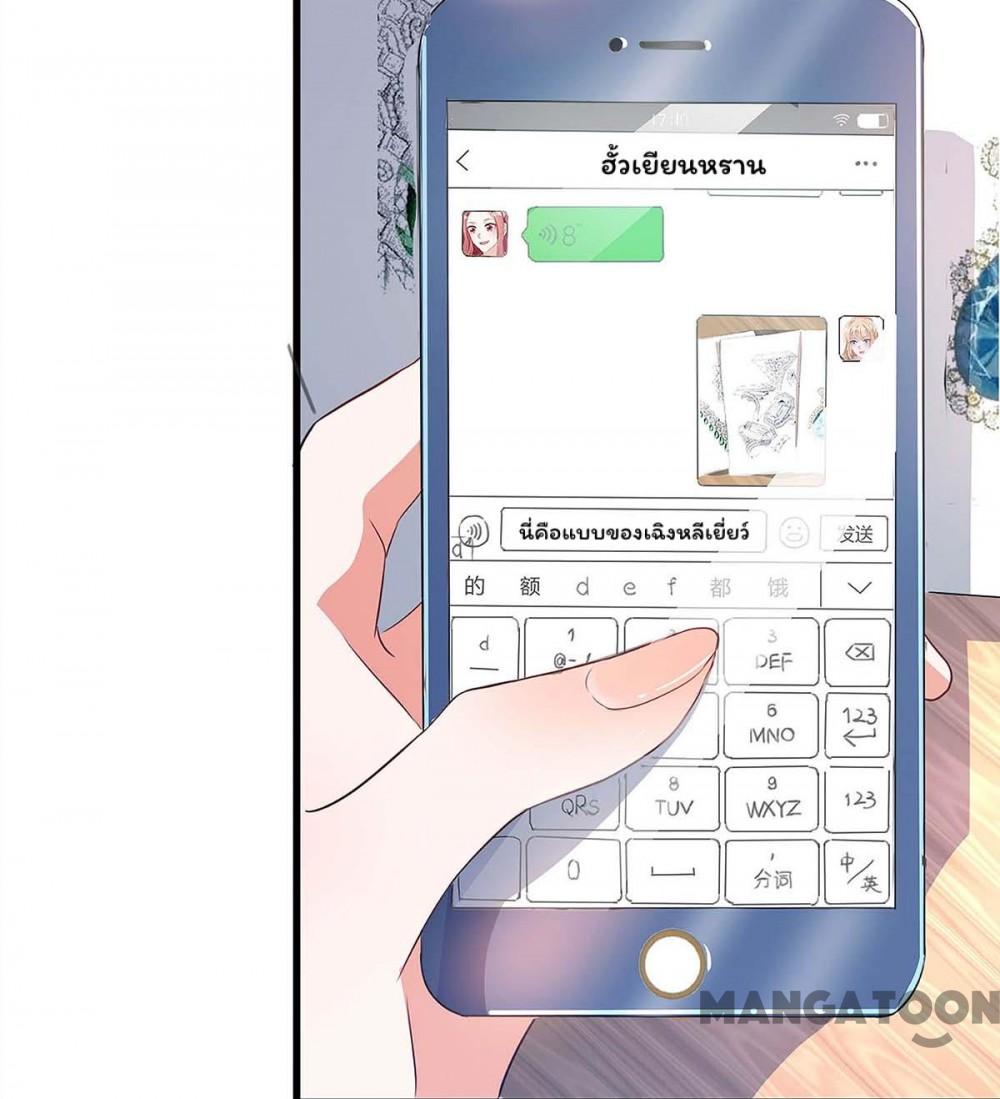 17:10
ฮั้วเยียนหราน
8"
นี่คือแบบของเฉิงหลีเยี่ยว์
发送
的 额 d e f 都 饿
d 1 3
@-/ DEF
6 123
MNO
8 9
QRS TUV WXYZ 123
0 , 中/英
分词
MANGATOON